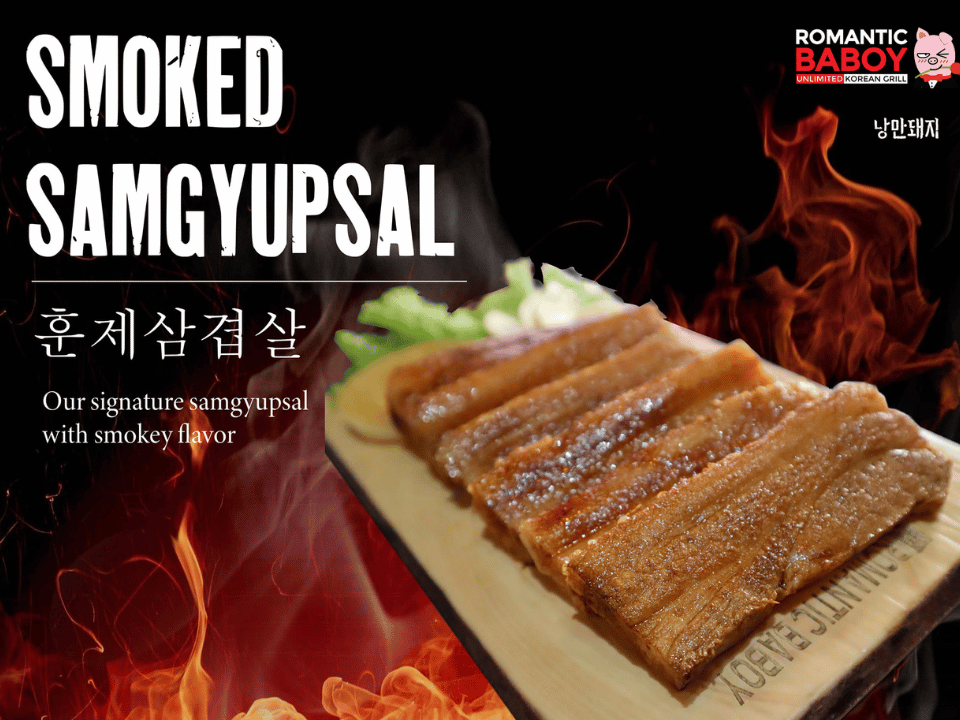 SMOKED
SAMGYUPSAL
훈제삼겹살
Our signature samgyupsal
with smokey flavor
ROMANTIC
BABOY
UNLIMITED KOREAN GRILL
낭만돼지
ROMANTIC BABOY